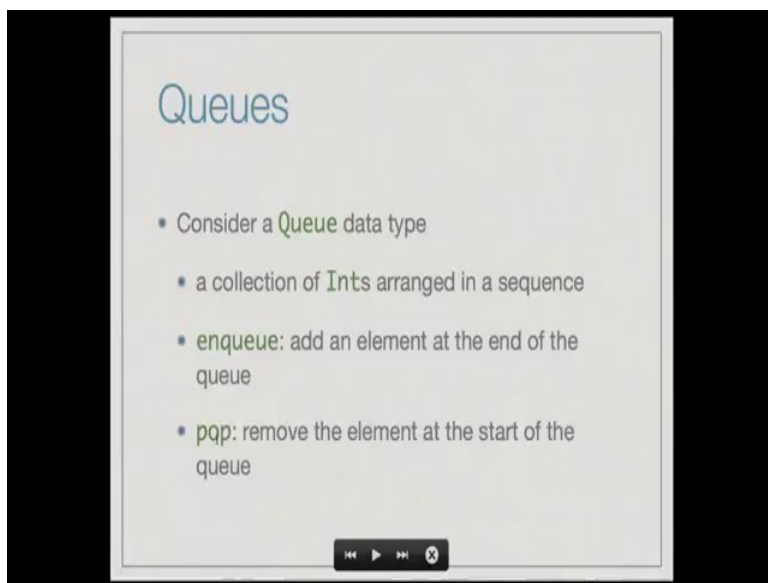 Queues
• Consider a Queue data type
• a collection of Ints arranged in a sequence
• enqueue: add an element at the end of the
queue
• pqp: remove the element at the start of the
queue